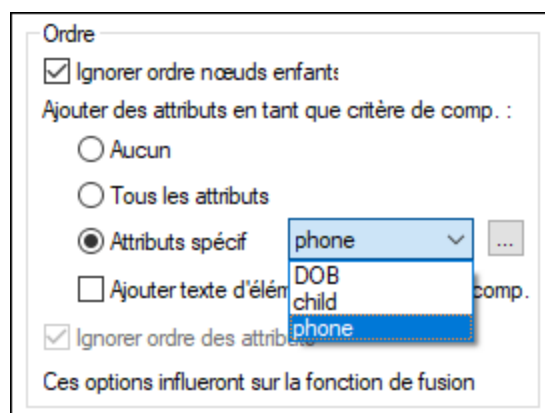 Ordre
Ignorer ordre nœuds enfants
Ajouter des attributs en tant que critère de comp. :
Aucun
Tous les attributs
Attributs spécif phone ...
DOB
Ajouter texte d'élém comp.
child
phone
Ignorer ordre des
Ces options influeront sur la fonction de fusion